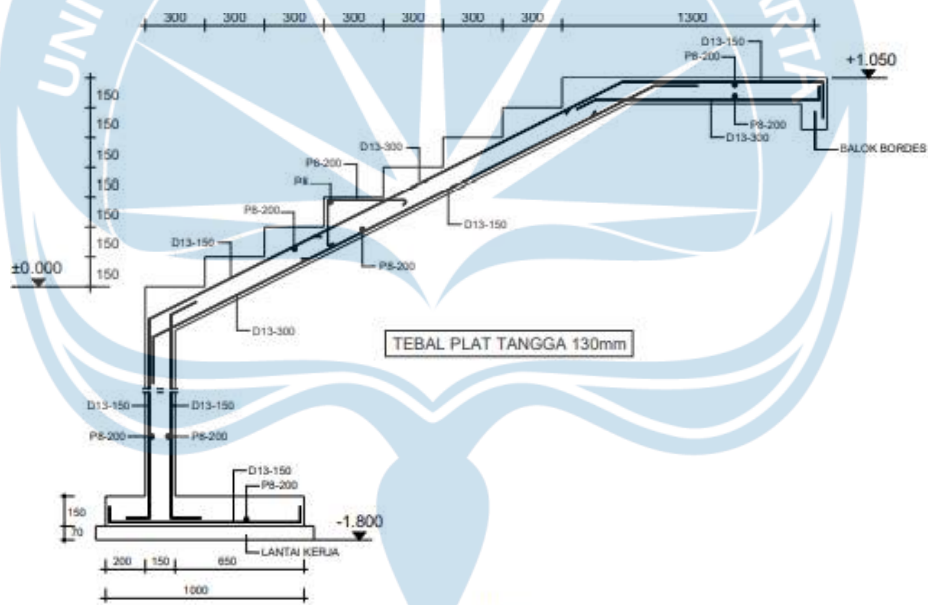 300 300 300 300 300 300 300 1300
UNI
ARTA
D13-150
P8-200
+1.050
150
150
150
150
150
150
150
P8-200
D13-300
BALOK BORDES
D13-300
P8-200
P8
P8-200
D13-150
D13-150
P8-200
±0.000
D13-300
TEBAL PLAT TANGGA 130mm
=
D13-150 D13-150
P8-200 P8-200
D13-150
P8-200
150
70
-1.800
LANTAI KERJA
200 150 650
1000